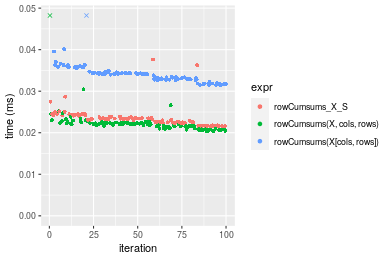 0.05
0.04
0.03
0.02
0.01
0.00
time (ms)
0
25
50
75
100
iteration
expr
rowCumsums_X_S
rowCumsums(X, cols, rows)
rowCumsums(X[cols, rows])